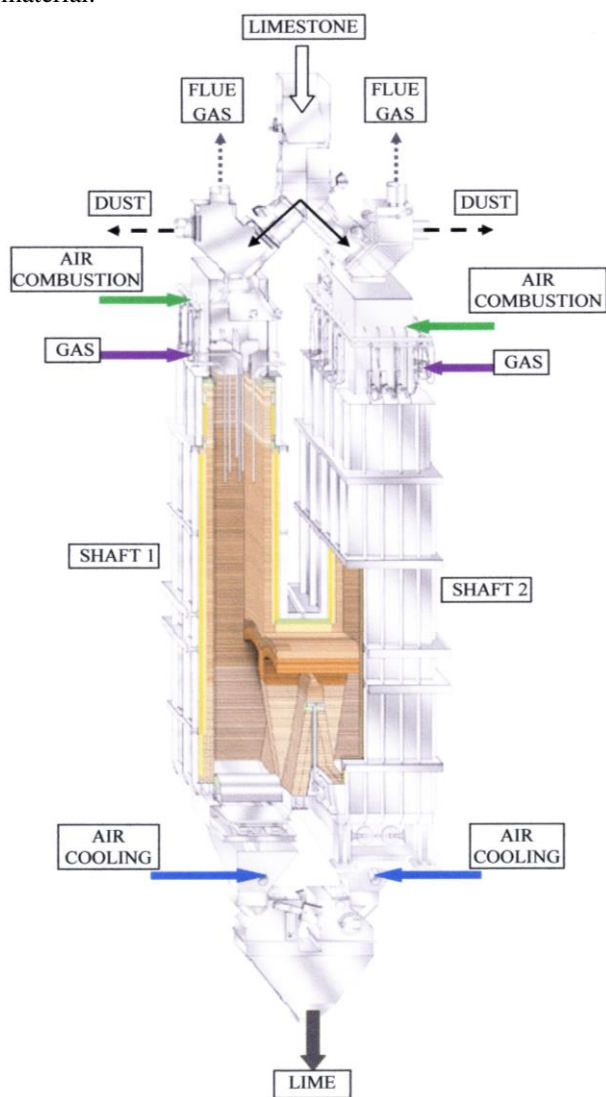 material.
LIMESTONE
FLUE
GAS
FLUE
GAS
DUST
DUST
AIR
COMBUSTION
AIR
COMBUSTION
GAS
GAS
SHAFT 1
SHAFT 2
AIR
COOLING
AIR
COOLING
LIME